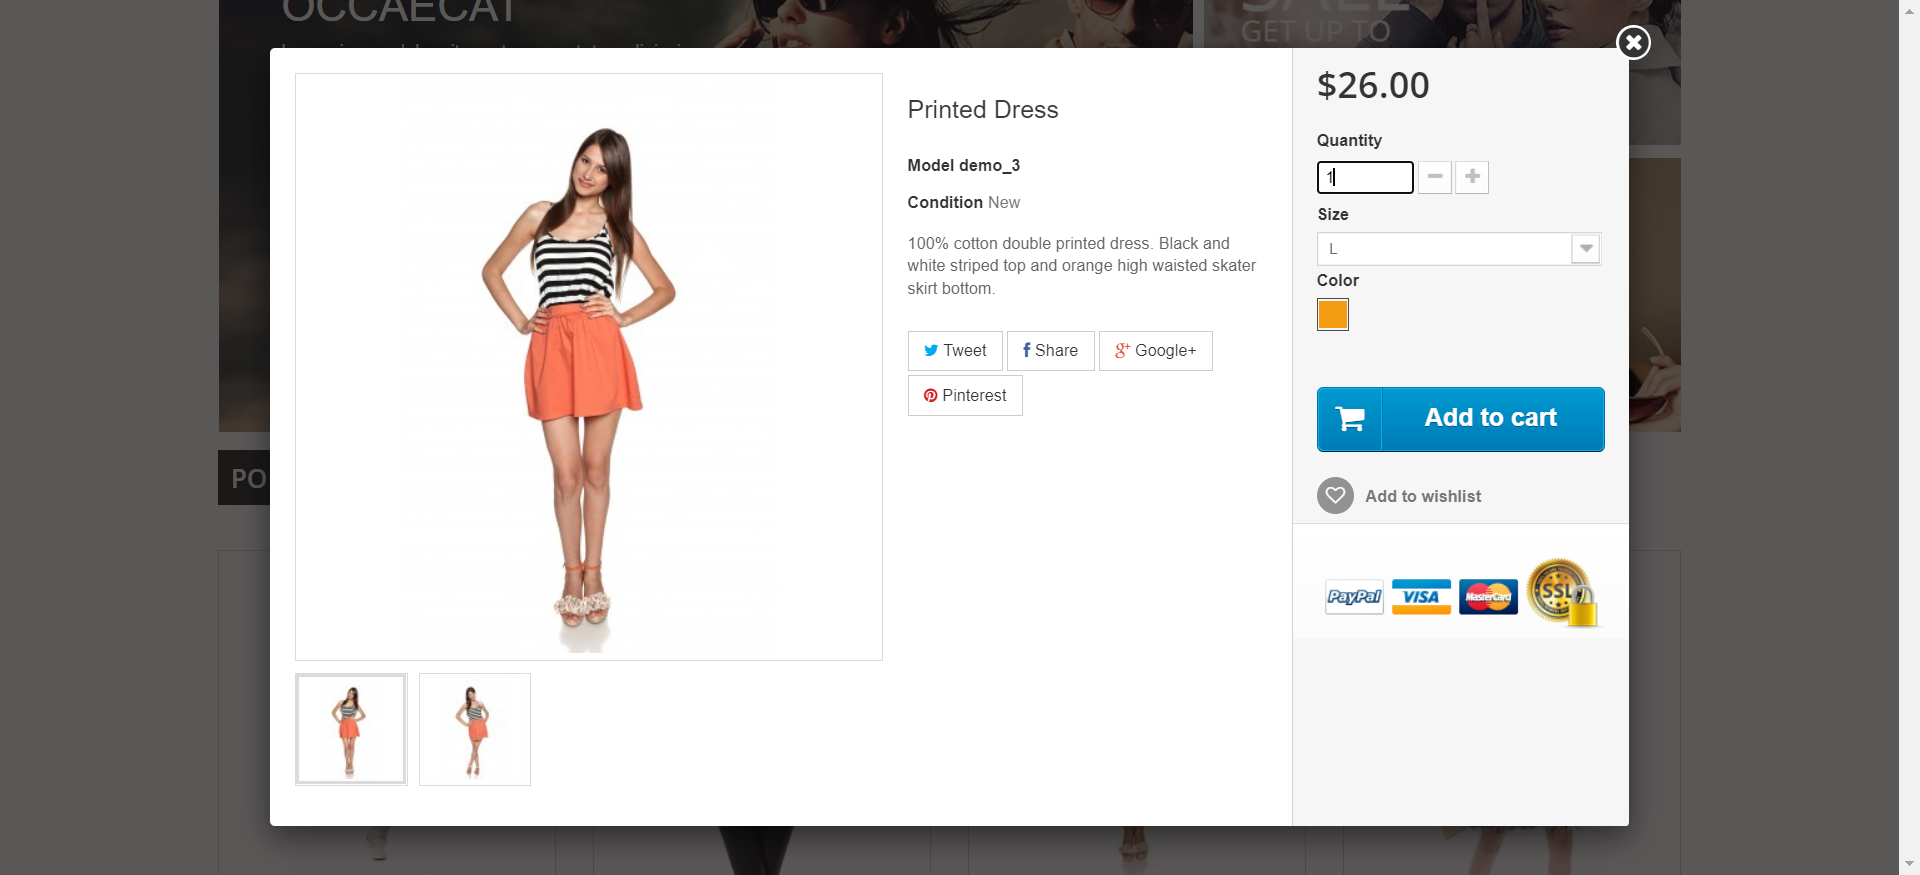 OCCAECAT
SALE
GET UP TO
$26.00
Printed Dress
Quantity
Model demo_3
1
Condition New
Size
100% cotton double printed dress. Black and
white striped top and orange high waisted skater
skirt bottom.
L
Color
Tweet
Share
Google+
Pinterest
Add to cart
PO
Add to wishlist
PayPal
VISA
MasterCard
SSL